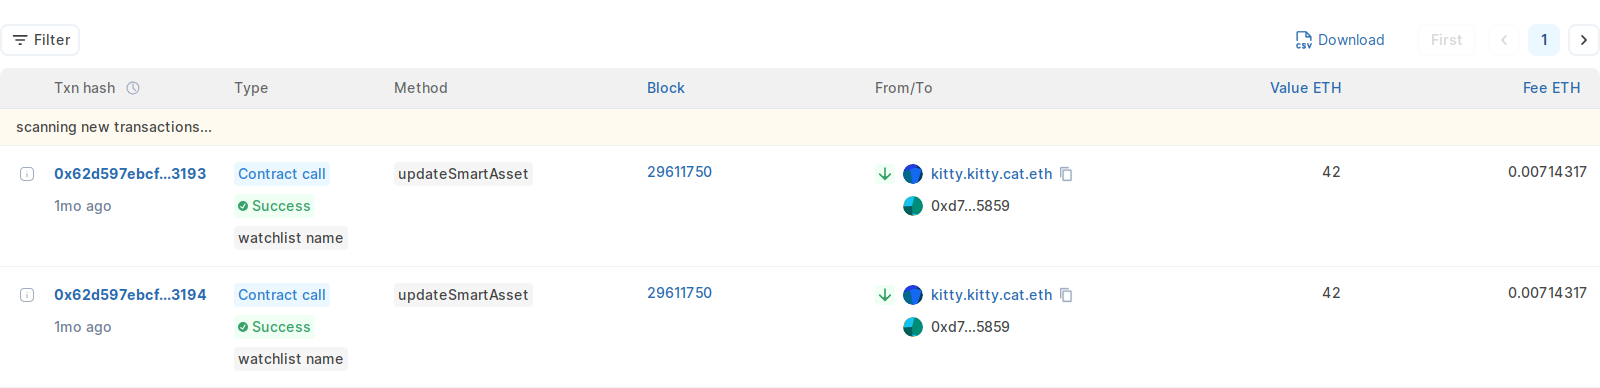 Filter
CSV Download First 1
Txn hash Type Method Block From/To Value ETH Fee ETH
scanning new transactions...
0x62d597ebcf...3193 Contract call updateSmartAsset 29611750 kitty.kitty.cat.eth 42 0.00714317
1mo ago Success 0xd7...5859
watchlist name
0x62d597ebcf...3194 Contract call updateSmartAsset 29611750 kitty.kitty.cat.eth 42 0.00714317
1mo ago Success 0xd7...5859
watchlist name